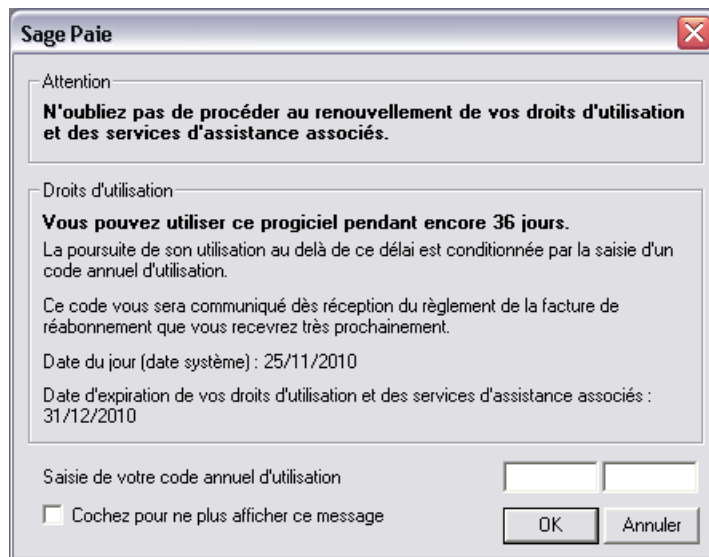 Sage Paie
Attention
N'oubliez pas de procéder au renouvellement de vos droits d'utilisation
et des services d'assistance associés.
Droits d'utilisation
Vous pouvez utiliser ce progiciel pendant encore 36 jours.
La poursuite de son utilisation au delà de ce délai est conditionnée par la saisie d'un
code annuel d'utilisation.
Ce code vous sera communiqué dès réception du règlement de la facture de
réabonnement que vous recevrez très prochainement.
Date du jour (date système) : 25/11/2010
Date d'expiration de vos droits d'utilisation et des services d'assistance associés :
31/12/2010
Saisie de votre code annuel d'utilisation
Cochez pour ne plus afficher ce message
OK
Annuler